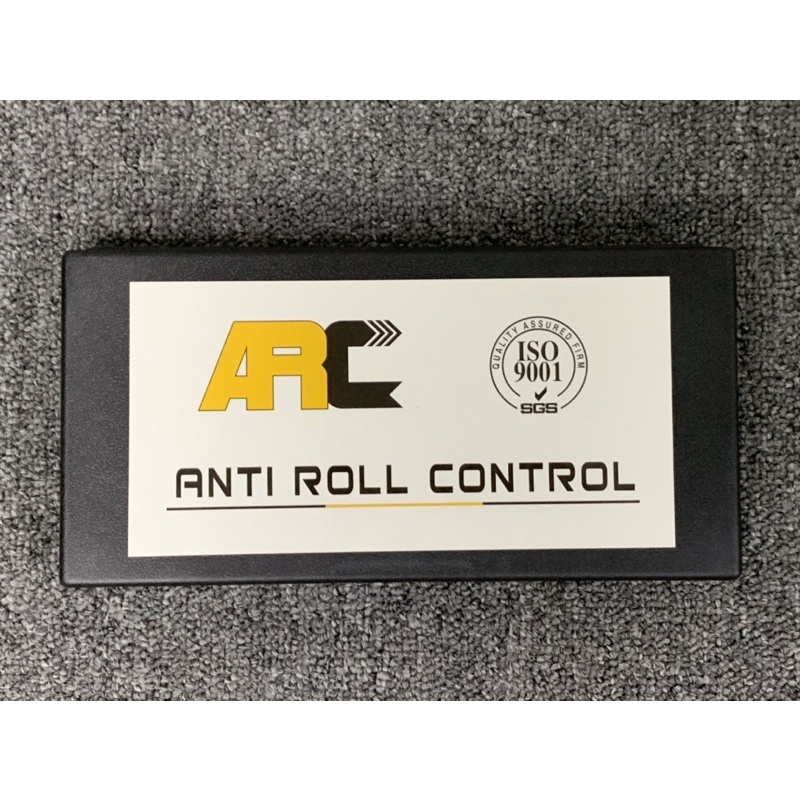 ARC
QUALITY ASSURED FIRM
ISO
9001
SGS
ANTI ROLL CONTROL